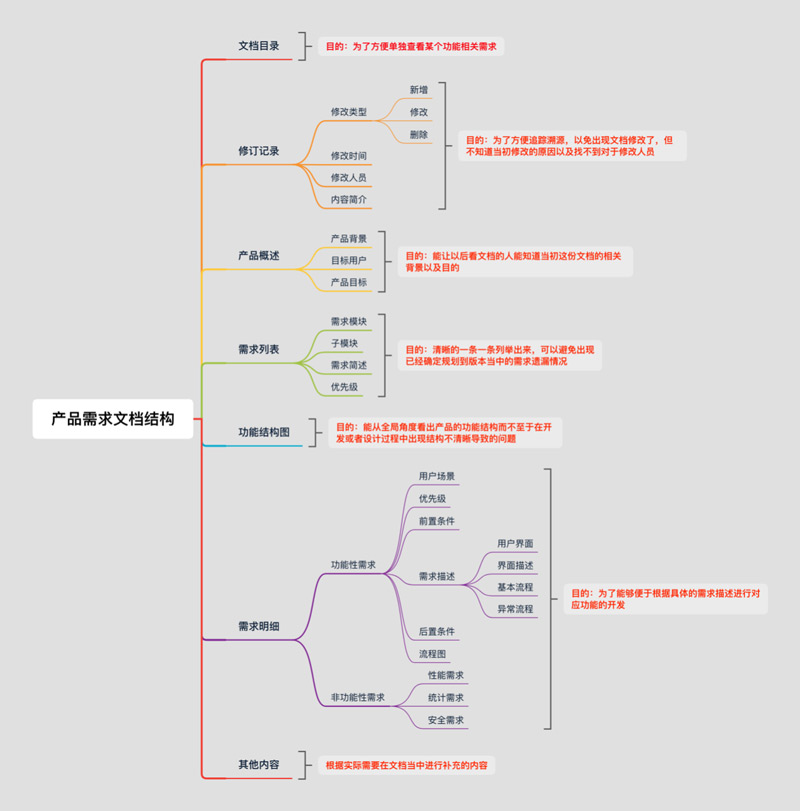 产品需求文档结构
文档目录
目的：为了方便单独查看某个功能相关需求
修订记录
修改类型
新增
修改
删除
修改时间
修改人员
内容简介
目的：为了方便追踪溯源，以免出现文档修改了，但
不知道当初修改的原因以及找不到对于修改人员
产品概述
产品背景
目标用户
产品目标
目的：能让以后看文档的人能知道当初这份文档的相关
背景以及目的
需求列表
需求模块
子模块
需求简述
优先级
目的：清晰的一条一条列举出来，可以避免出现
已经确定规划到版本当中的需求遗漏情况
功能结构图
目的：能从全局角度看出产品的功能结构而不至于在开
发或者设计过程中出现结构不清晰导致的问题
需求明细
功能性需求
用户场景
优先级
前置条件
需求描述
用户界面
界面描述
基本流程
异常流程
后置条件
流程图
非功能性需求
性能需求
统计需求
安全需求
目的：为了能够便于根据具体的需求描述进行对
应功能的开发
其他内容
根据实际需要在文档当中进行补充的内容